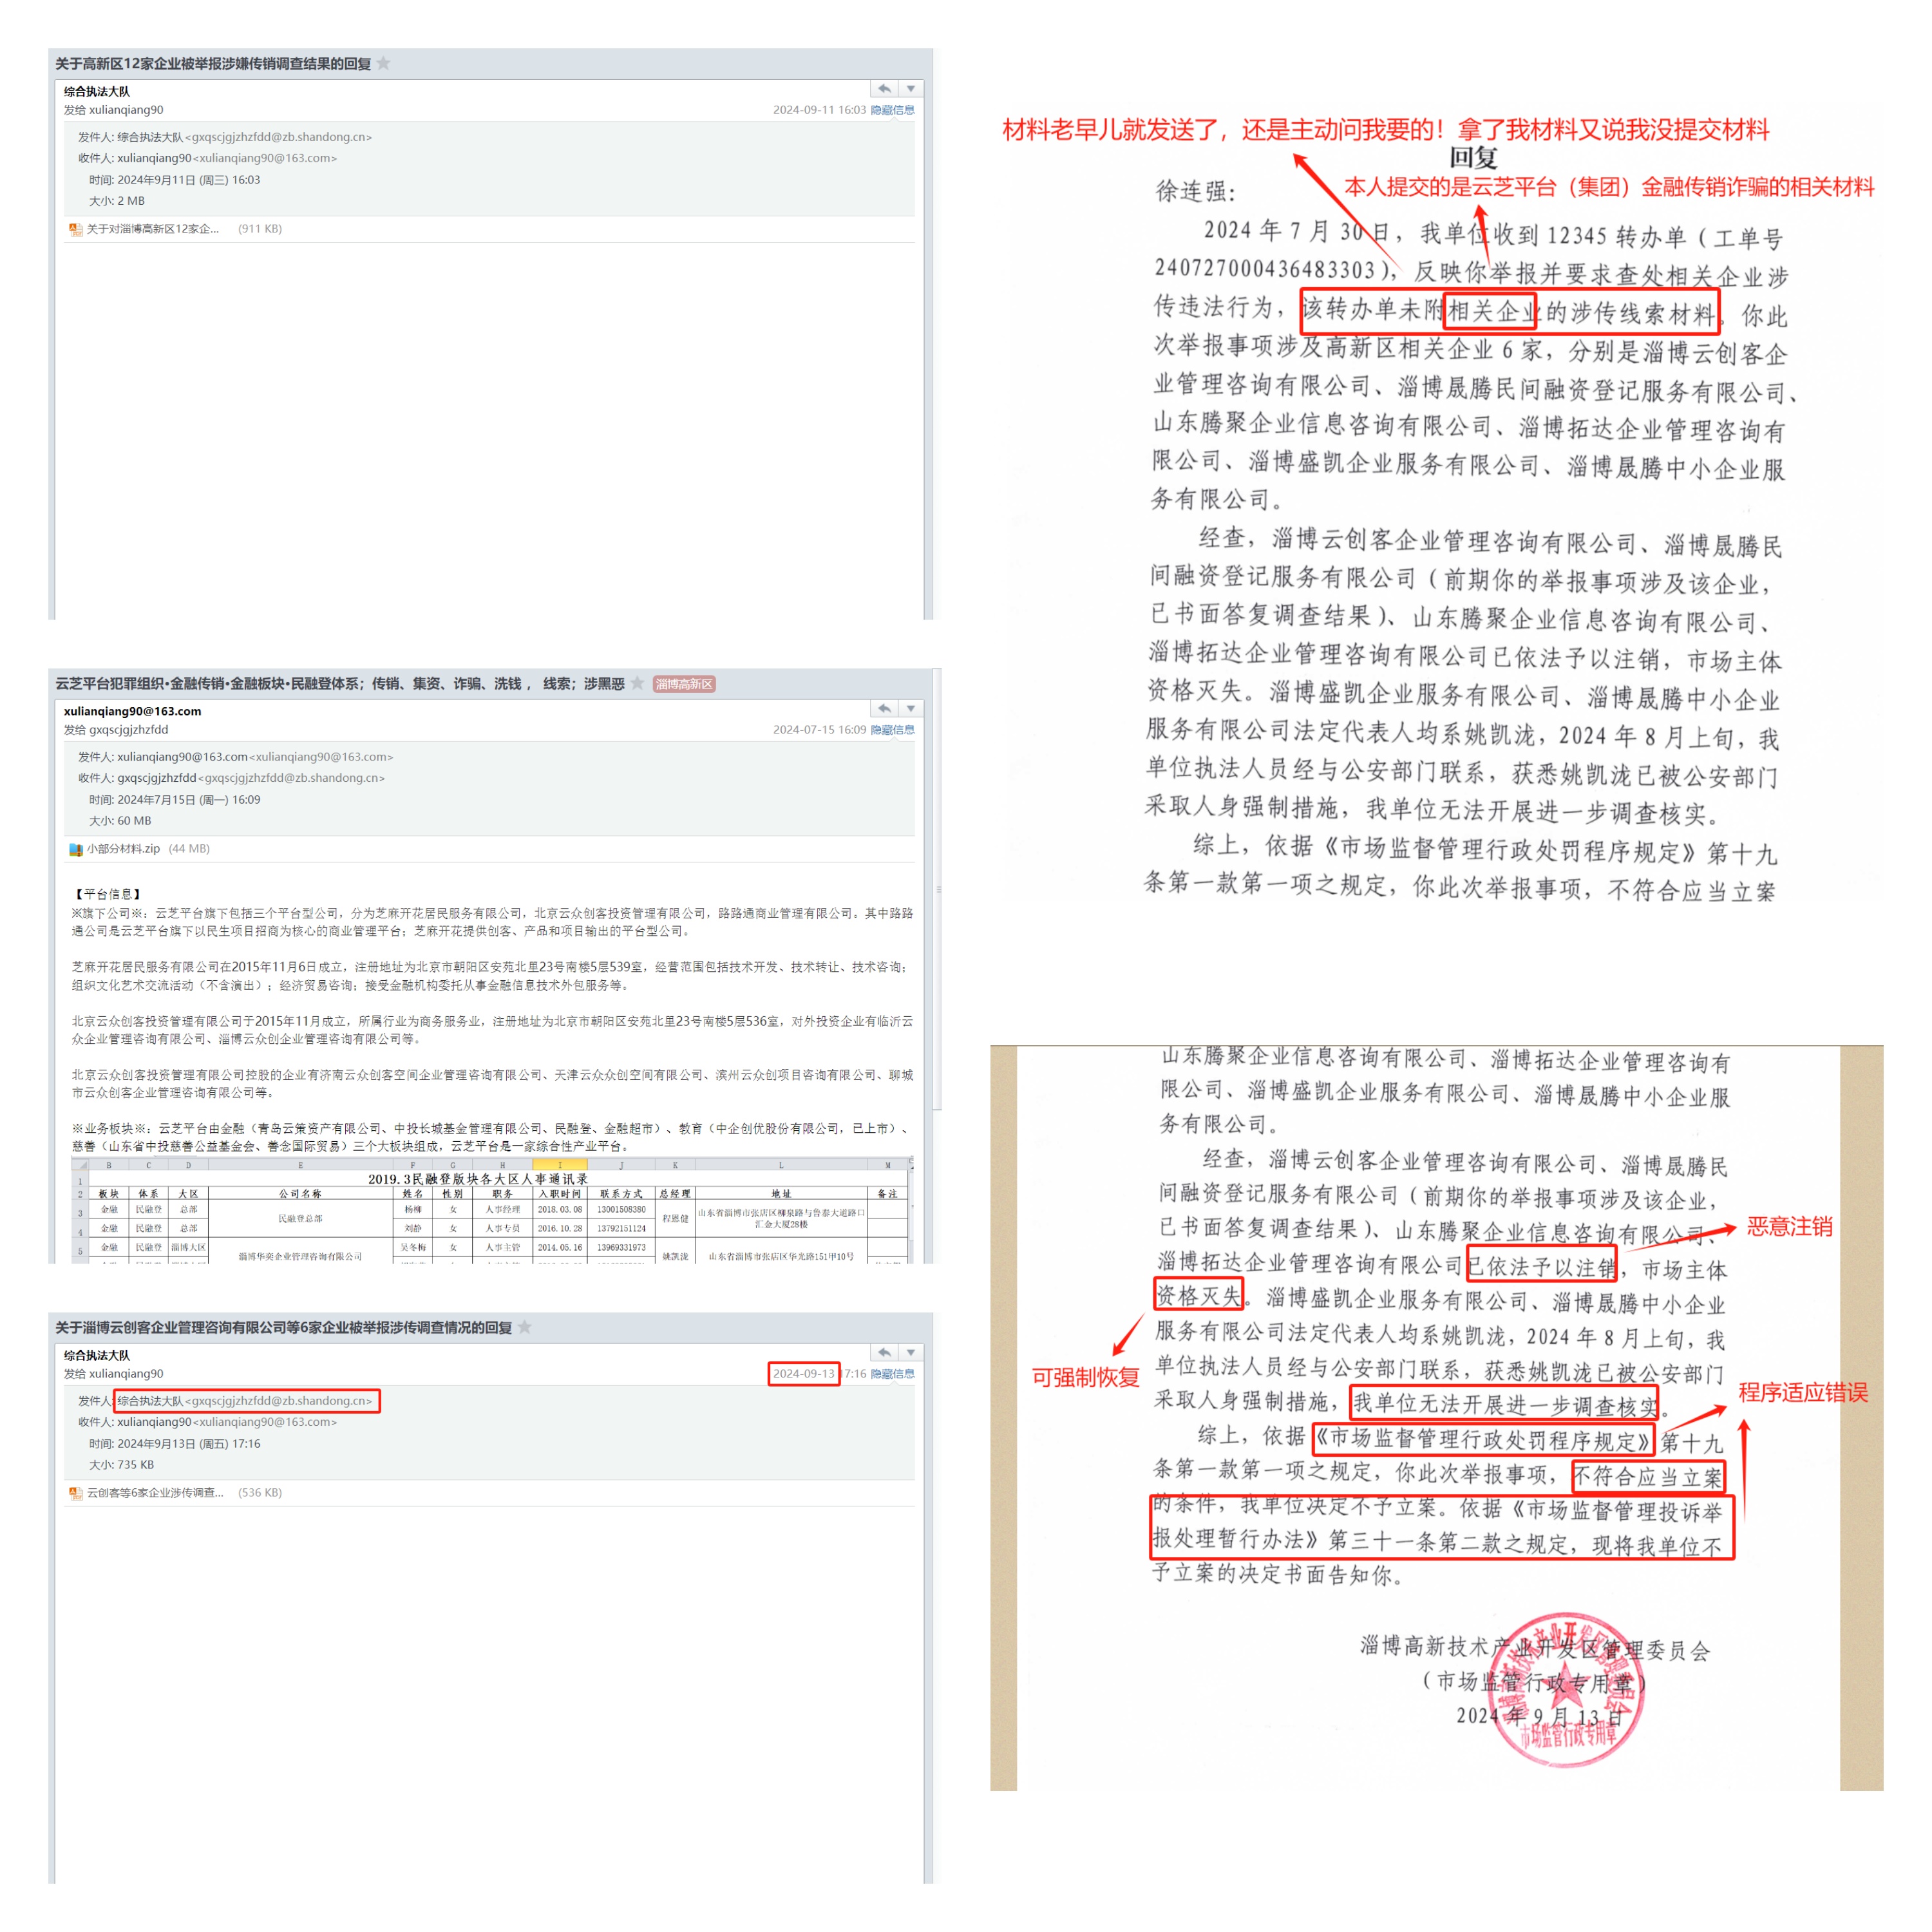 关于高新区12家企业被举报涉嫌传销调查结果的回复
综合执法大队
发给 xulianqiang90
2024-09-11 16:03 隐藏信息
发件人: 综合执法大队<gxqscjgjzhzfdd@zb.shandong.cn>
收件人: xulianqiang90<xulianqiang90@163.com>
时间: 2024年9月11日 (周三) 16:03
大小: 2 MB
关于对淄博高新区12家企... (911 KB)
云芝平台犯罪组织•金融传销•金融板块•民融登体系；传销、集资、诈骗、洗钱 ， 线索；涉黑恶 淄博高新区
xulianqiang90@163.com
发给 gxqscjgjzhzfdd
2024-07-15 16:09 隐藏信息
发件人: xulianqiang90@163.com<xulianqiang90@163.com>
收件人: gxqscjgjzhzfdd<gxqscjgjzhzfdd@zb.shandong.cn>
时间: 2024年7月15日 (周一) 16:09
大小: 60 MB
小部分材料.zip (44 MB)
【平台信息】
※旗下公司※：云芝平台旗下包括三个平台型公司，分为芝麻开花居民服务有限公司，北京云众创客投资管理有限公司，路路通商业管理有限公司。其中路路
通公司是云芝平台旗下以民生项目招商为核心的商业管理平台；芝麻开花提供创客、产品和项目输出的平台型公司。
芝麻开花居民服务有限公司在2015年11月6日成立，注册地址为北京市朝阳区安苑北里23号南楼5层539室，经营范围包括技术开发、技术转让、技术咨询；
组织文化艺术交流活动（不含演出）；经济贸易咨询；接受金融机构委托从事金融信息技术外包服务等。
北京云众创客投资管理有限公司于2015年11月成立，所属行业为商务服务业，注册地址为北京市朝阳区安苑北里23号南楼5层536室，对外投资企业有临沂云
众企业管理咨询有限公司、淄博云众创企业管理咨询有限公司等。
北京云众创客投资管理有限公司控股的企业有济南云众创客空间企业管理咨询有限公司、天津云众众创空间有限公司、滨州云众创项目咨询有限公司、聊城
市云众创客企业管理咨询有限公司等。
※业务板块※：云芝平台由金融（青岛云策资产有限公司、中投长城基金管理有限公司、民融登、金融超市）、教育（中企创优股份有限公司，已上市）、
慈善（山东省中投慈善公益基金会、善念国际贸易）三个大板块组成，云芝平台是一家综合性产业平台。
B C D E F G H I J K L M
1 2019.3民融登版块各大区人事通讯录
2 板块 体系 大区 公司名称 姓名 性别 职务 入职时间 联系方式 总经理 地址 备注
3 金融 民融登 总部 民融登总部 杨柳 女 人事经理 2018.03.08 13001508380 程恩健 山东省淄博市张店区柳泉路与鲁泰大道路口汇金大厦28楼
4 金融 民融登 总部 刘静 女 人事专员 2016.10.28 13792151124
5 金融 民融登 淄博大区 淄博华奕企业管理咨询有限公司 吴冬梅 女 人事主管 2014.05.16 13969331973 姚凯泷 山东省淄博市张店区华光路151甲10号
关于淄博云创客企业管理咨询有限公司等6家企业被举报涉传调查情况的回复
综合执法大队
发给 xulianqiang90
2024-09-13 17:16 隐藏信息
发件人: 综合执法大队<gxqscjgjzhzfdd@zb.shandong.cn>
收件人: xulianqiang90<xulianqiang90@163.com>
时间: 2024年9月13日 (周五) 17:16
大小: 735 KB
云创客等6家企业涉传调查... (536 KB)
材料老早儿就发送了，还是主动问我要的！拿了我材料又说我没提交材料
回复
本人提交的是云芝平台（集团）金融传销诈骗的相关材料
徐连强：
2024 年 7 月 30 日，我单位收到 12345 转办单（工单号
240727000436483303），反映你举报并要求查处相关企业涉
传违法行为，该转办单未附相关企业的涉传线索材料。你此
次举报事项涉及高新区相关企业 6 家，分别是淄博云创客企
业管理咨询有限公司、淄博晟腾民间融资登记服务有限公司、
山东腾聚企业信息咨询有限公司、淄博拓达企业管理咨询有
限公司、淄博盛凯企业服务有限公司、淄博晟腾中小企业服
务有限公司。
经查，淄博云创客企业管理咨询有限公司、淄博晟腾民
间融资登记服务有限公司（前期你的举报事项涉及该企业，
已书面答复调查结果）、山东腾聚企业信息咨询有限公司、
淄博拓达企业管理咨询有限公司已依法予以注销，市场主体
资格灭失。淄博盛凯企业服务有限公司、淄博晟腾中小企业
服务有限公司法定代表人均系姚凯泷，2024 年 8 月上旬，我
单位执法人员经与公安部门联系，获悉姚凯泷已被公安部门
采取人身强制措施，我单位无法开展进一步调查核实。
综上，依据《市场监督管理行政处罚程序规定》第十九
条第一款第一项之规定，你此次举报事项，不符合应当立案
山东腾聚企业信息咨询有限公司、淄博拓达企业管理咨询有
限公司、淄博盛凯企业服务有限公司、淄博晟腾中小企业服
务有限公司。
经查，淄博云创客企业管理咨询有限公司、淄博晟腾民
间融资登记服务有限公司（前期你的举报事项涉及该企业，
已书面答复调查结果）、山东腾聚企业信息咨询有限公司、
恶意注销
淄博拓达企业管理咨询有限公司已依法予以注销，市场主体
资格灭失。淄博盛凯企业服务有限公司、淄博晟腾中小企业
服务有限公司法定代表人均系姚凯泷，2024 年 8 月上旬，我
可强制恢复
单位执法人员经与公安部门联系，获悉姚凯泷已被公安部门
程序适应错误
采取人身强制措施，我单位无法开展进一步调查核实。
综上，依据《市场监督管理行政处罚程序规定》第十九
条第一款第一项之规定，你此次举报事项，不符合应当立案
的条件，我单位决定不予立案。依据《市场监督管理投诉举
报处理暂行办法》第三十一条第二款之规定，现将我单位不
予立案的决定书面告知你。
淄博高新技术产业开发区管理委员会
（市场监管行政专用章）
2024 年 9 月 13 日
市场监管行政专用章